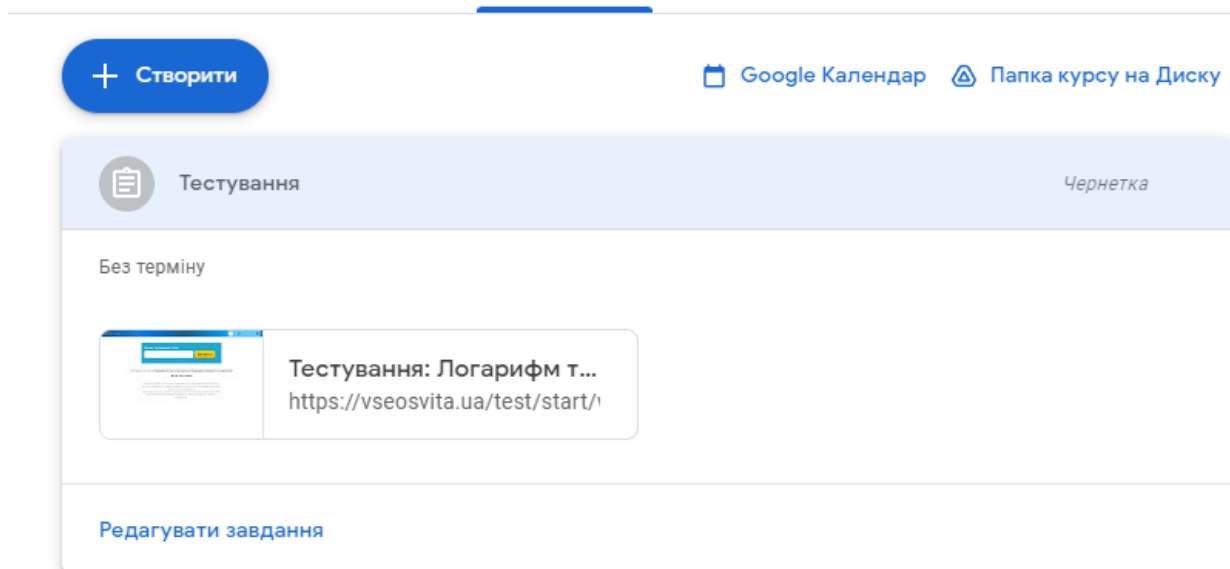 + Створити
Google Календар
Папка курсу на Диску
Тестування
Чернетка
Без терміну
Тестування: Логарифм т...
https://vseosvita.ua/test/start/
Редагувати завдання